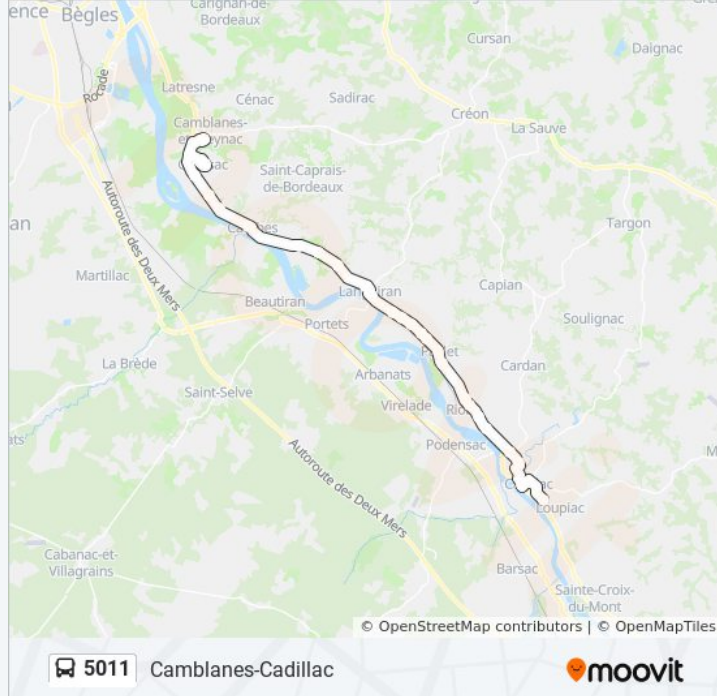 Carignan-de-
Bordeaux
ence
Bègles
Cursan
Daignac
Rocade
Latresne
Cénac
Sadirac
Créon
Camblanes-
La Sauve
Saint-Caprais-
de-Bordeaux
an
Autoroute des Deux Mers
Targon
Martillac
Capian
Beautiran
Soulignac
Portets
La Brède
Cardan
Arbanats
Saint-Selve
Virelade
ats
Podensac
Autoroute des Deux Mers
Loupiac
Cabanac-et-
Villagrains
Barsac
Sainte-Croix-
du-Mont
© OpenStreetMap contributors | © OpenMapTiles
5011 Camblanes-Cadillac
moovit